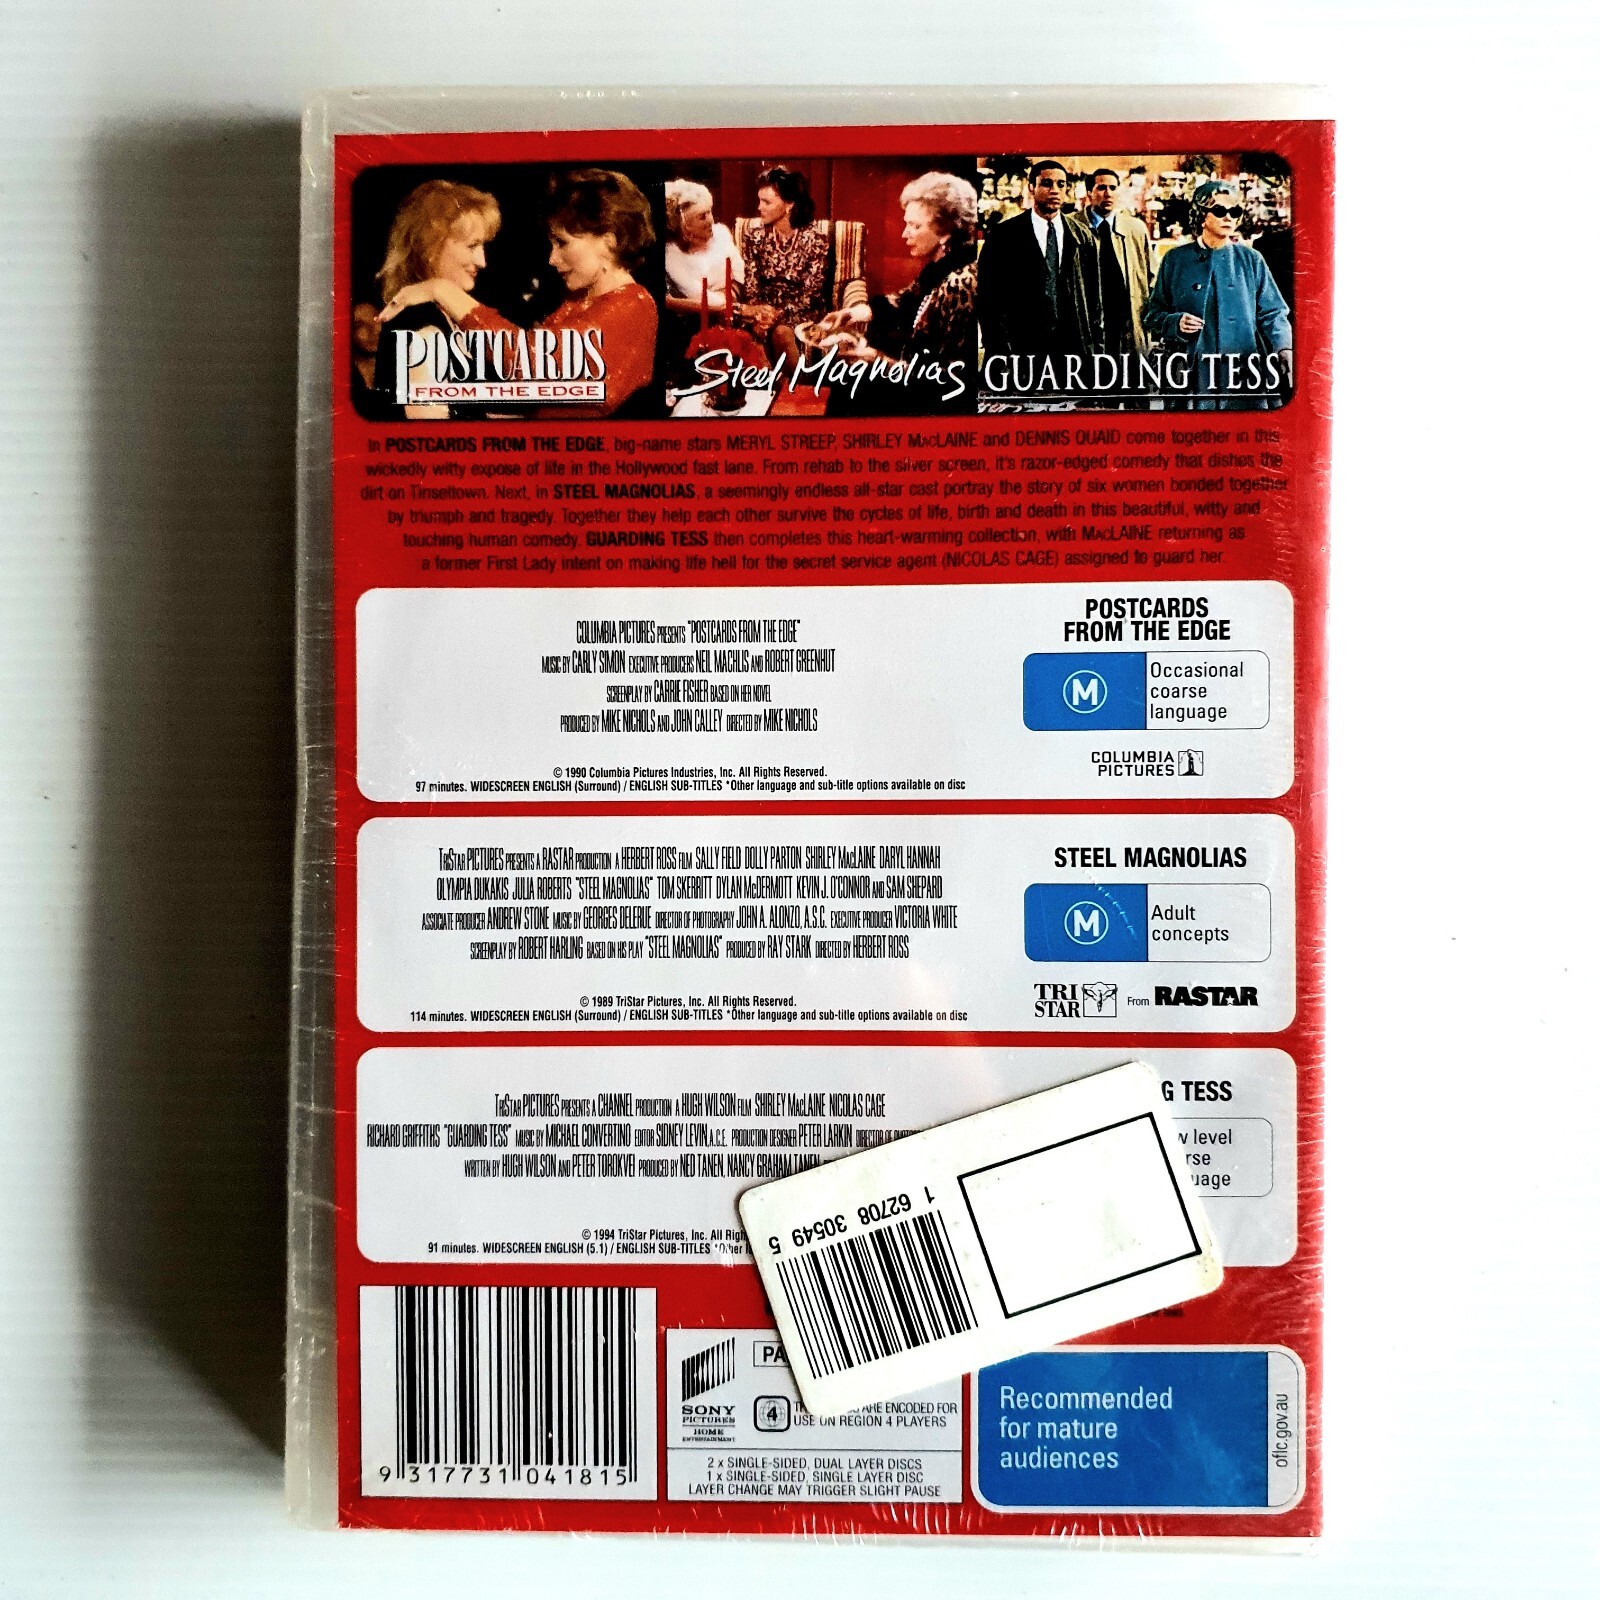 POSTCARDS
FROM THE EDGE
Steel Magnolias
GUARDING TESS
In POSTCARDS FROM THE EDGE, big-name stars MERYL STREEP, SHIRLEY MacLAINE and DENNIS QUAID come together in this
wickedly witty expose of life in the Hollywood fast lane. From rehab to the silver screen, it's razor-edged comedy that dishes the
dirt on Tinseltown. Next, in STEEL MAGNOLIAS, a seemingly endless all-star cast portray the story of six women bonded together
by triumph and tragedy. Together they help each other survive the cycles of life, birth and death in this beautiful, witty and
touching human comedy. GUARDING TESS then completes this heart-warming collection, with MacLAINE returning as
a former First Lady intent on making life hell for the secret service agent (NICOLAS CAGE) assigned to guard her.
COLUMBIA PICTURES PRESENTS "POSTCARDS FROM THE EDGE"
MUSIC BY CARLY SIMON EXECUTIVE PRODUCERS NEIL MACHLIS AND ROBERT GREENHUT
SCREENPLAY BY CARRIE FISHER BASED ON HER NOVEL
PRODUCED BY MIKE NICHOLS AND JOHN CALLEY DIRECTED BY MIKE NICHOLS
© 1990 Columbia Pictures Industries, Inc. All Rights Reserved.
97 minutes. WIDESCREEN ENGLISH (Surround) / ENGLISH SUB-TITLES *Other language and sub-title options available on disc
POSTCARDS
FROM THE EDGE
M
Occasional
coarse
language
COLUMBIA
PICTURES
TRISTAR PICTURES PRESENTS A RASTAR PRODUCTION A HERBERT ROSS FILM SALLY FIELD DOLLY PARTON SHIRLEY MacLAINE DARYL HANNAH
OLYMPIA DUKAKIS JULIA ROBERTS "STEEL MAGNOLIAS" TOM SKERRITT DYLAN McDERMOTT KEVIN J. O'CONNOR AND SAM SHEPARD
ASSOCIATE PRODUCER ANDREW STONE MUSIC BY GEORGES DELERUE DIRECTOR OF PHOTOGRAPHY JOHN A. ALONZO, A.S.C. EXECUTIVE PRODUCER VICTORIA WHITE
SCREENPLAY BY ROBERT HARLING BASED ON HIS PLAY "STEEL MAGNOLIAS" PRODUCED BY RAY STARK DIRECTED BY HERBERT ROSS
© 1989 TriStar Pictures, Inc. All Rights Reserved.
114 minutes. WIDESCREEN ENGLISH (Surround) / ENGLISH SUB-TITLES *Other language and sub-title options available on disc
STEEL MAGNOLIAS
M
Adult
concepts
TRI
STAR
From RASTAR
TRISTAR PICTURES PRESENTS A CHANNEL PRODUCTION A HUGH WILSON FILM SHIRLEY MacLAINE NICOLAS CAGE
RICHARD GRIFFITHS "GUARDING TESS" MUSIC BY MICHAEL CONVERTINO EDITOR SIDNEY LEVIN, A.C.E. PRODUCTION DESIGNER PETER LARKIN DIRECTOR OF
WRITTEN BY HUGH WILSON AND PETER TOROKVEI PRODUCED BY NED TANEN, NANCY GRAHAM TANEN
© 1994 TriStar Pictures, Inc. All
91 minutes. WIDESCREEN ENGLISH (5.1) / ENGLISH SUB-TITLES *Other
G TESS
w level
rse
uage
1 62708 30549 5
9 317731 041815
SONY
PICTURES
HOME
ENTERTAINMENT
PA
4
ARE ENCODED FOR
USE ON REGION 4 PLAYERS
2 x SINGLE-SIDED, DUAL LAYER DISCS
1 x SINGLE-SIDED, SINGLE LAYER DISC
LAYER CHANGE MAY TRIGGER SLIGHT PAUSE
Recommended
for mature
audiences
oflc.gov.au